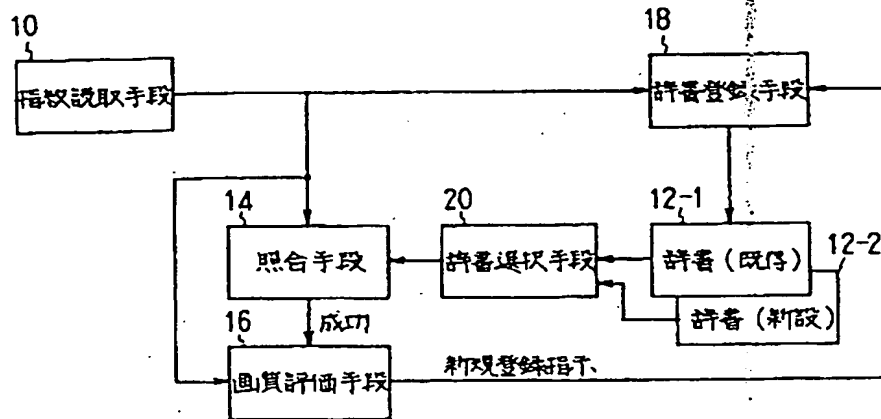 10
指紋読取手段
18
辞書登録手段
14
照合手段
20
辞書選択手段
12-1
辞書(既存)
12-2
辞書(新設)
成功
16
画質評価手段
新規登録指示